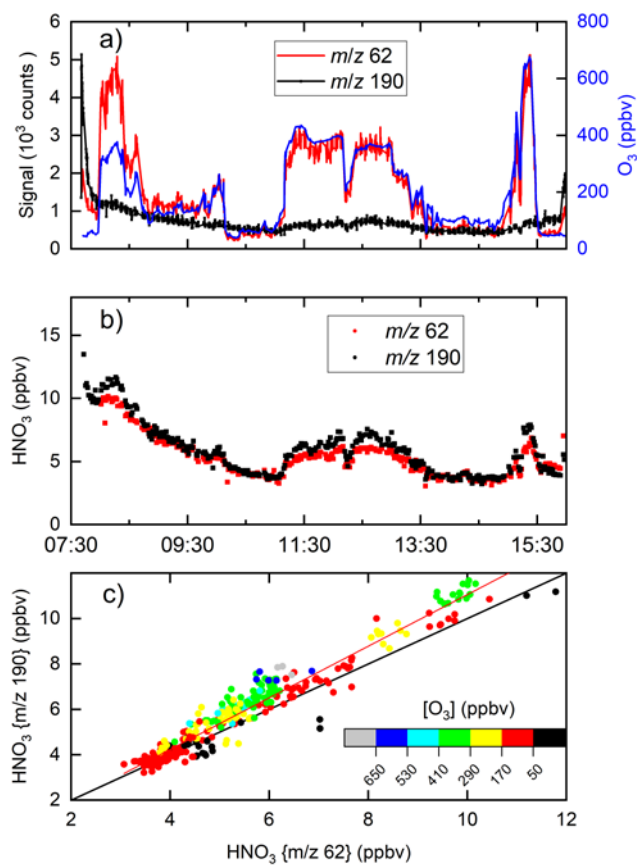 a)
m/z 62
m/z 190
Signal (10³ counts)
O₃ (ppbv)
6
5
4
3
2
1
0
800
600
400
200
0
b)
m/z 62
m/z 190
HNO₃ (ppbv)
15
10
5
0
07:30 09:30 11:30 13:30 15:30
c)
HNO₃ {m/z 190} (ppbv)
10
8
6
4
2
[O₃] (ppbv)
650 530 410 290 170 50
2 4 6 8 10 12
HNO₃ {m/z 62} (ppbv)